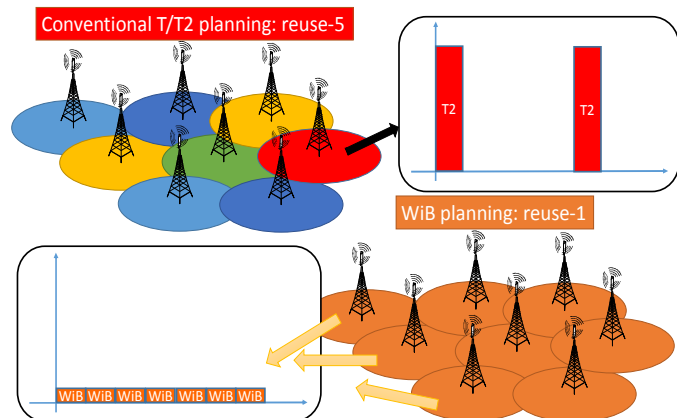 Conventional T/T2 planning: reuse-5
T2 T2
WiB planning: reuse-1
WiB WiB WiB WiB WiB WiB WiB